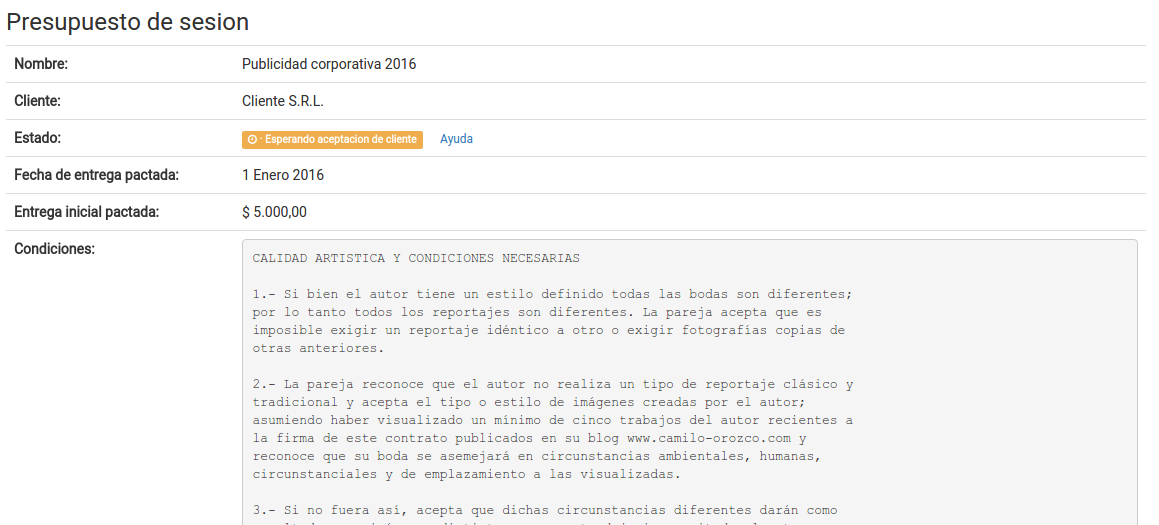 Presupuesto de sesion
Nombre: Publicidad corporativa 2016
Cliente: Cliente S.R.L.
Estado: · Esperando aceptacion de cliente Ayuda
Fecha de entrega pactada: 1 Enero 2016
Entrega inicial pactada: $ 5.000,00
Condiciones:
CALIDAD ARTISTICA Y CONDICIONES NECESARIAS
1.- Si bien el autor tiene un estilo definido todas las bodas son diferentes;
por lo tanto todos los reportajes son diferentes. La pareja acepta que es
imposible exigir un reportaje idéntico a otro o exigir fotografías copias de
otras anteriores.
2.- La pareja reconoce que el autor no realiza un tipo de reportaje clásico y
tradicional y acepta el tipo o estilo de imágenes creadas por el autor;
asumiendo haber visualizado un mínimo de cinco trabajos del autor recientes a
la firma de este contrato publicados en su blog www.camilo-orozco.com y
reconoce que su boda se asemejará en circunstancias ambientales, humanas,
circunstanciales y de emplazamiento a las visualizadas.
3.- Si no fuera así, acepta que dichas circunstancias diferentes darán como